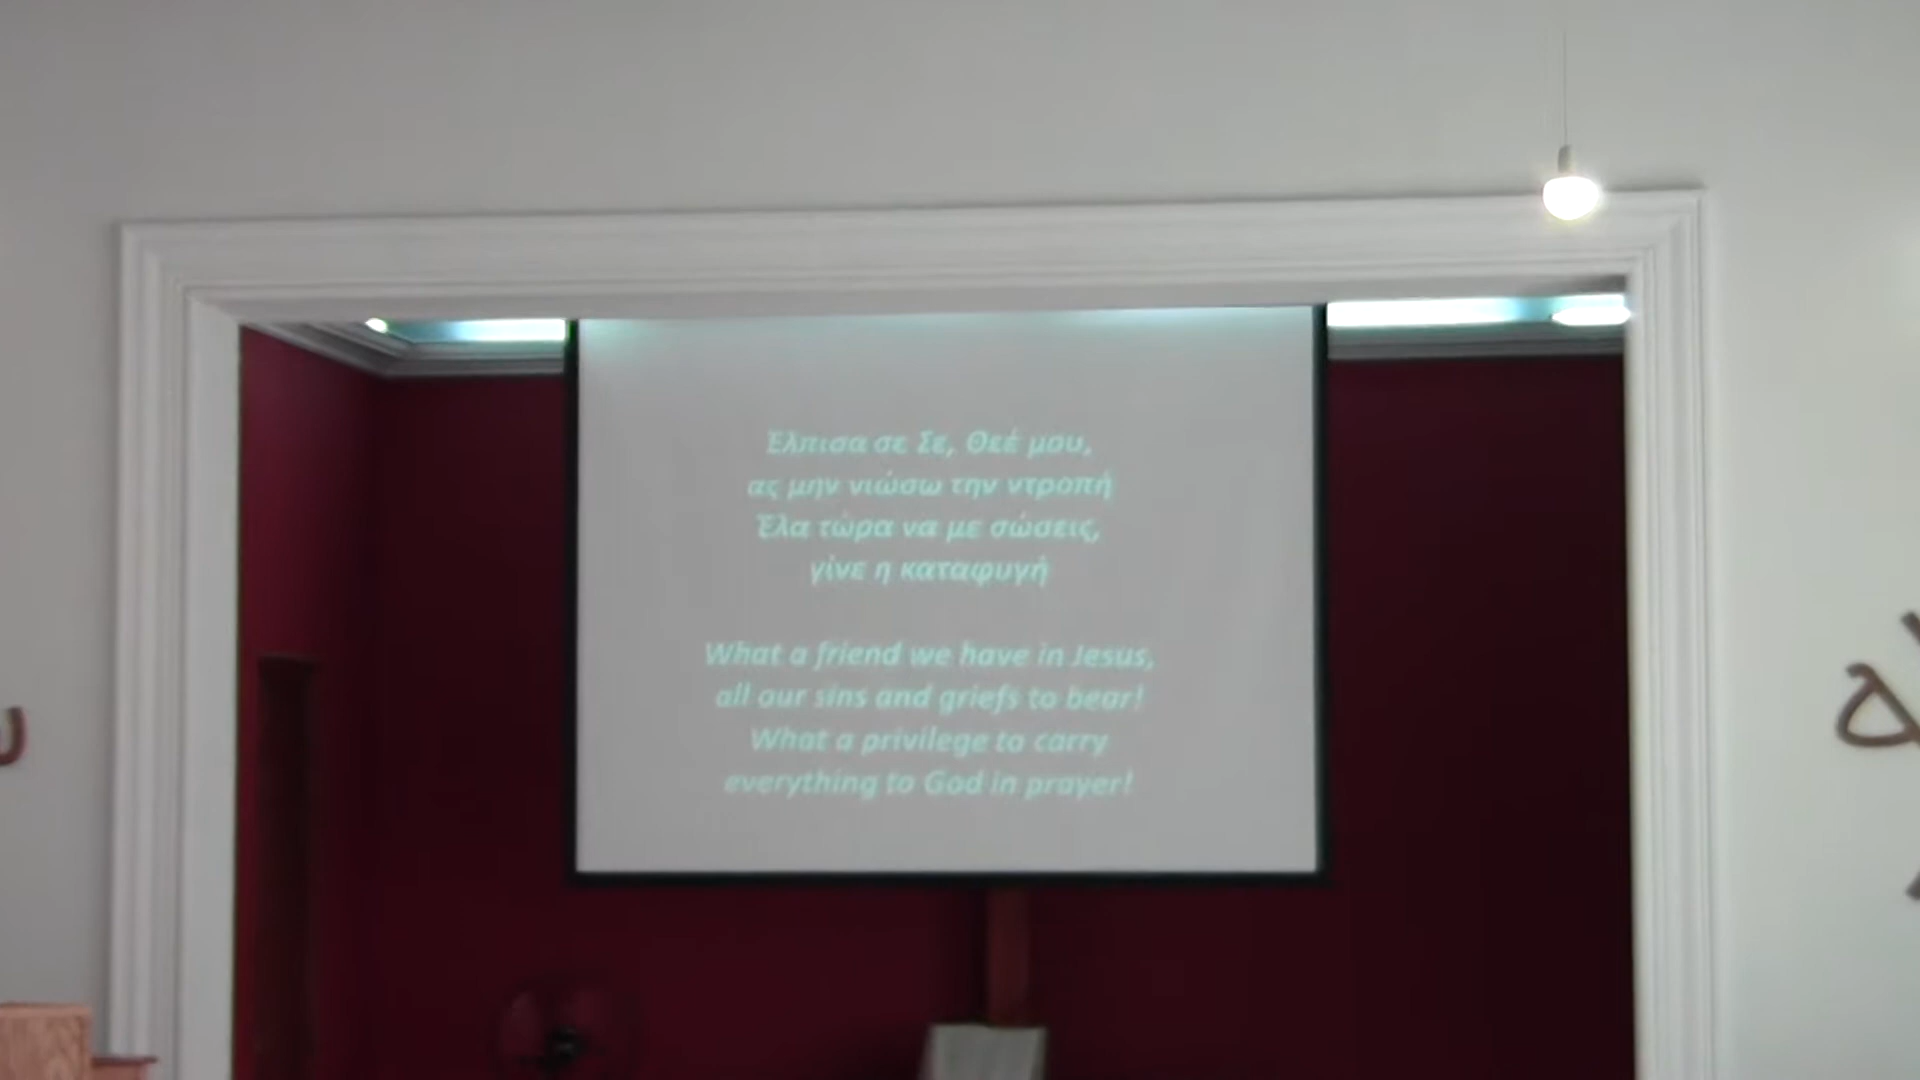 Έλπισα σε Σε, Θεέ μου,
ας μην νιώσω την ντροπή
Έλα τώρα να με σώσεις,
γίνε η καταφυγή
What a friend we have in Jesus,
all our sins and griefs to bear!
What a privilege to carry
everything to God in prayer!